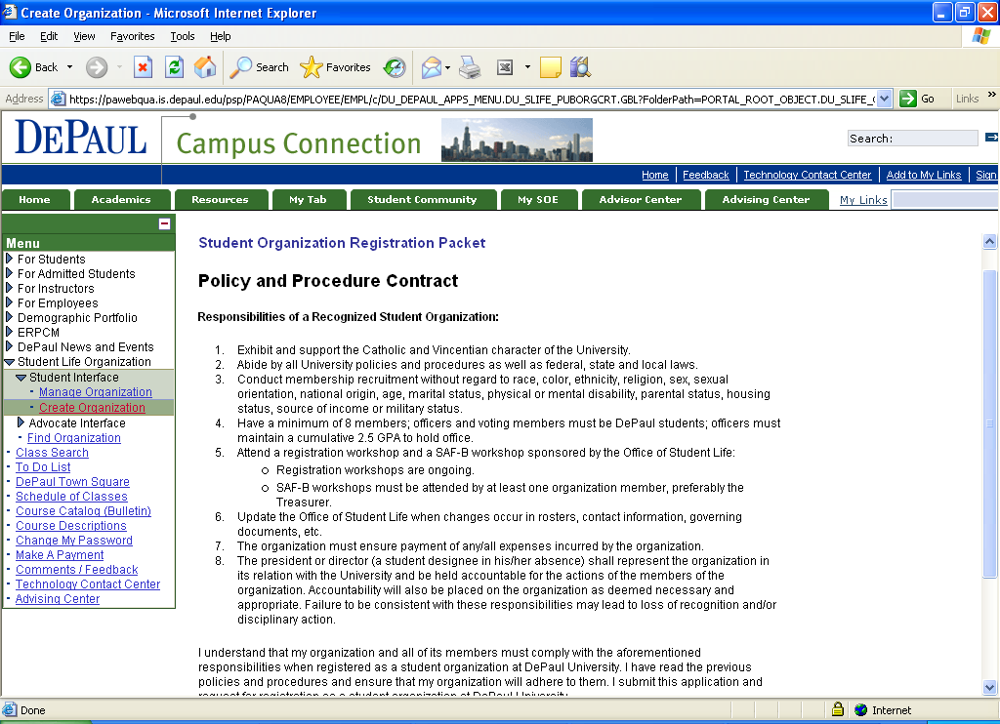 Create Organization - Microsoft Internet Explorer
File Edit View Favorites Tools Help
Back Search Favorites
Address https://pawebqua.is.depaul.edu/psp/PAQUA8/EMPLOYEE/EMPL/c/DU_DEPAUL_APPS_MENU.DU_SLIFE_PUBORGCRT.GBL?FolderPath=PORTAL_ROOT_OBJECT.DU_SLIFE_ Go Links »
DEPAUL Campus Connection
Search:
Home Feedback Technology Contact Center Add to My Links Sign
Home Academics Resources My Tab Student Community My SOE Advisor Center Advising Center My Links
Menu
For Students
For Admitted Students
For Instructors
For Employees
Demographic Portfolio
ERPCM
DePaul News and Events
Student Life Organization
Student Interface
- Manage Organization
- Create Organization
Advocate Interface
- Find Organization
- Class Search
- To Do List
- DePaul Town Square
- Schedule of Classes
- Course Catalog (Bulletin)
- Course Descriptions
- Change My Password
- Make A Payment
- Comments / Feedback
- Technology Contact Center
- Advising Center
Student Organization Registration Packet
Policy and Procedure Contract
Responsibilities of a Recognized Student Organization:
1. Exhibit and support the Catholic and Vincentian character of the University.
2. Abide by all University policies and procedures as well as federal, state and local laws.
3. Conduct membership recruitment without regard to race, color, ethnicity, religion, sex, sexual
orientation, national origin, age, marital status, physical or mental disability, parental status, housing
status, source of income or military status.
4. Have a minimum of 8 members; officers and voting members must be DePaul students; officers must
maintain a cumulative 2.5 GPA to hold office.
5. Attend a registration workshop and a SAF-B workshop sponsored by the Office of Student Life:
o Registration workshops are ongoing.
o SAF-B workshops must be attended by at least one organization member, preferably the
Treasurer.
6. Update the Office of Student Life when changes occur in rosters, contact information, governing
documents, etc.
7. The organization must ensure payment of any/all expenses incurred by the organization.
8. The president or director (a student designee in his/her absence) shall represent the organization in
its relation with the University and be held accountable for the actions of the members of the
organization. Accountability will also be placed on the organization as deemed necessary and
appropriate. Failure to be consistent with these responsibilities may lead to loss of recognition and/or
disciplinary action.
I understand that my organization and all of its members must comply with the aforementioned
responsibilities when registered as a student organization at DePaul University. I have read the previous
policies and procedures and ensure that my organization will adhere to them. I submit this application and
request for registration as a student organization at DePaul University.
Done Internet